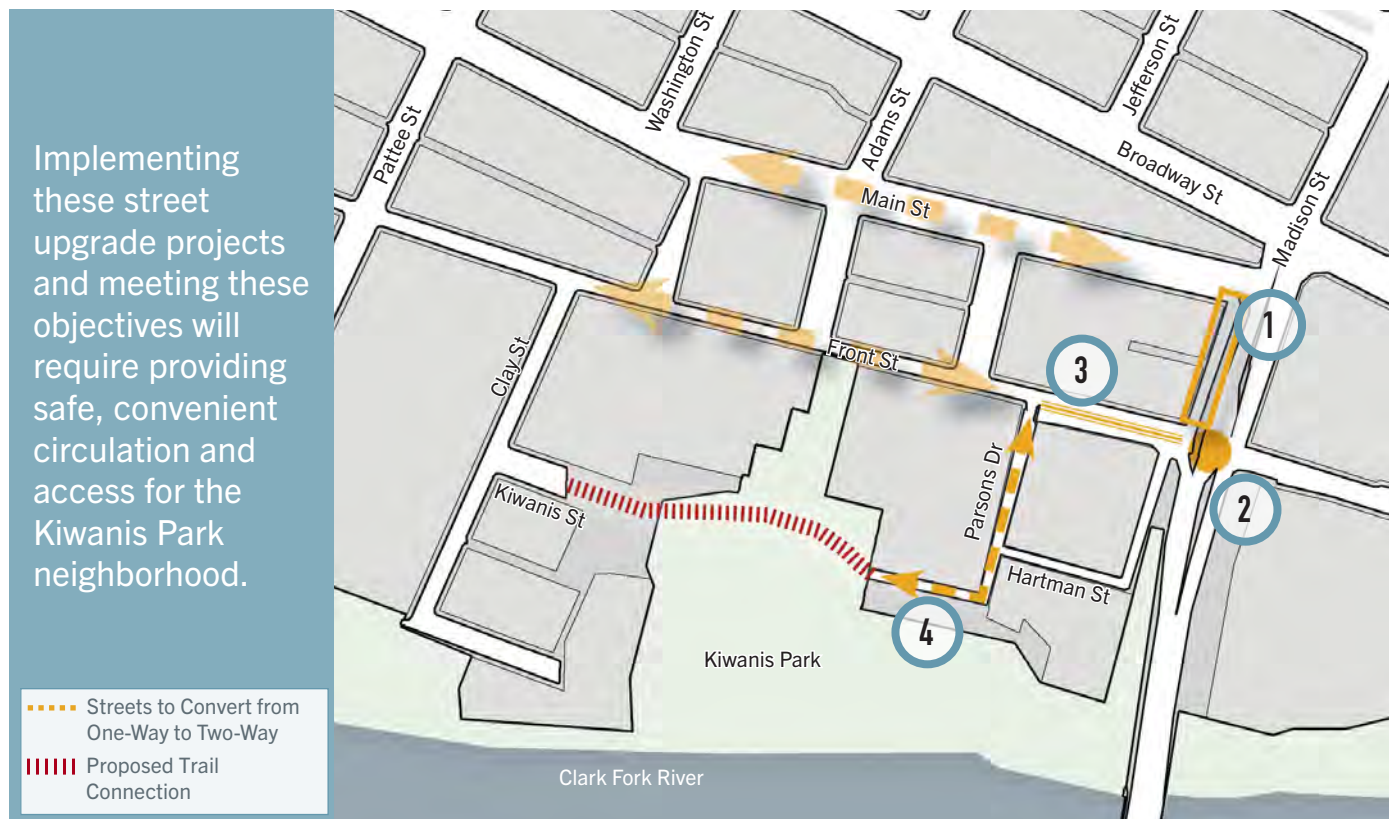 Implementing
these street
upgrade projects
and meeting these
objectives will
require providing
safe, convenient
circulation and
access for the
Kiwanis Park
neighborhood.
Streets to Convert from
One-Way to Two-Way
Proposed Trail
Connection
Pattee St
Washington St
Adams St
Jefferson St
Broadway St
Madison St
Main St
Front St
Clay St
Kiwanis St
Parsons Dr
Hartman St
1
2
3
4
Kiwanis Park
Clark Fork River